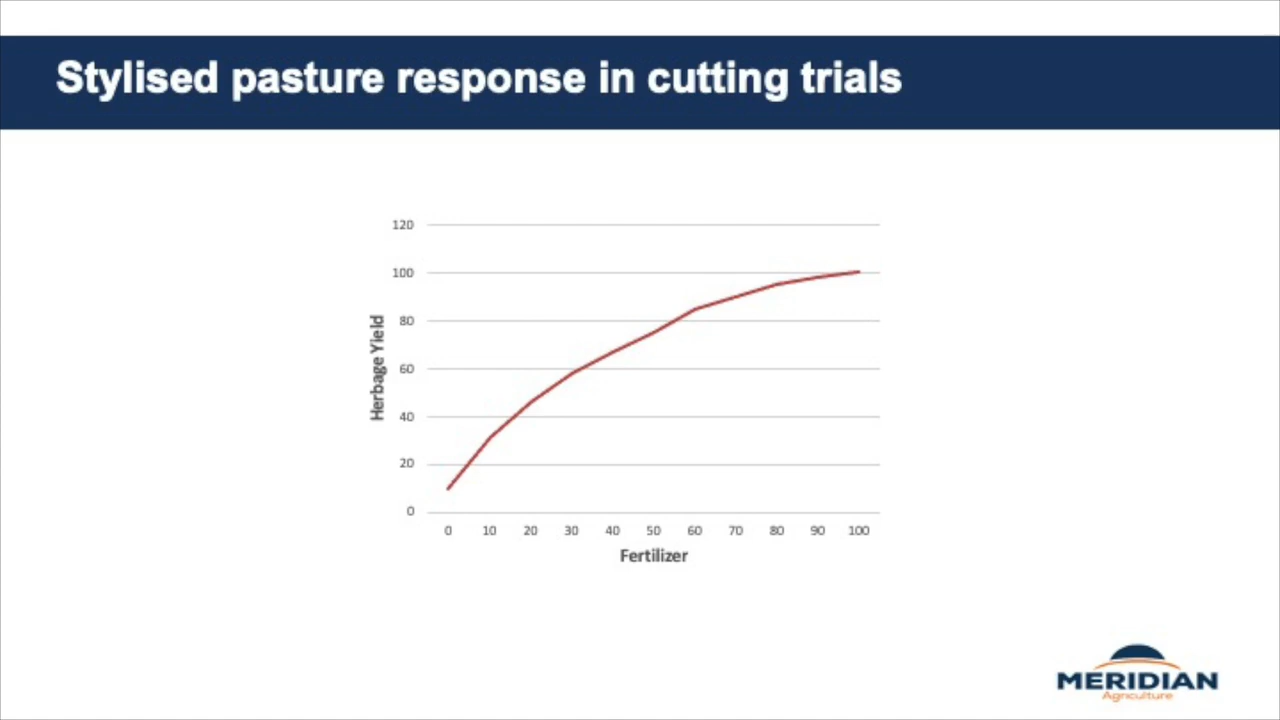 Stylised pasture response in cutting trials
120
100
80
60
40
20
0
Herbage Yield
0 10 20 30 40 50 60 70 80 90 100
Fertilizer
MERIDIAN
Agriculture